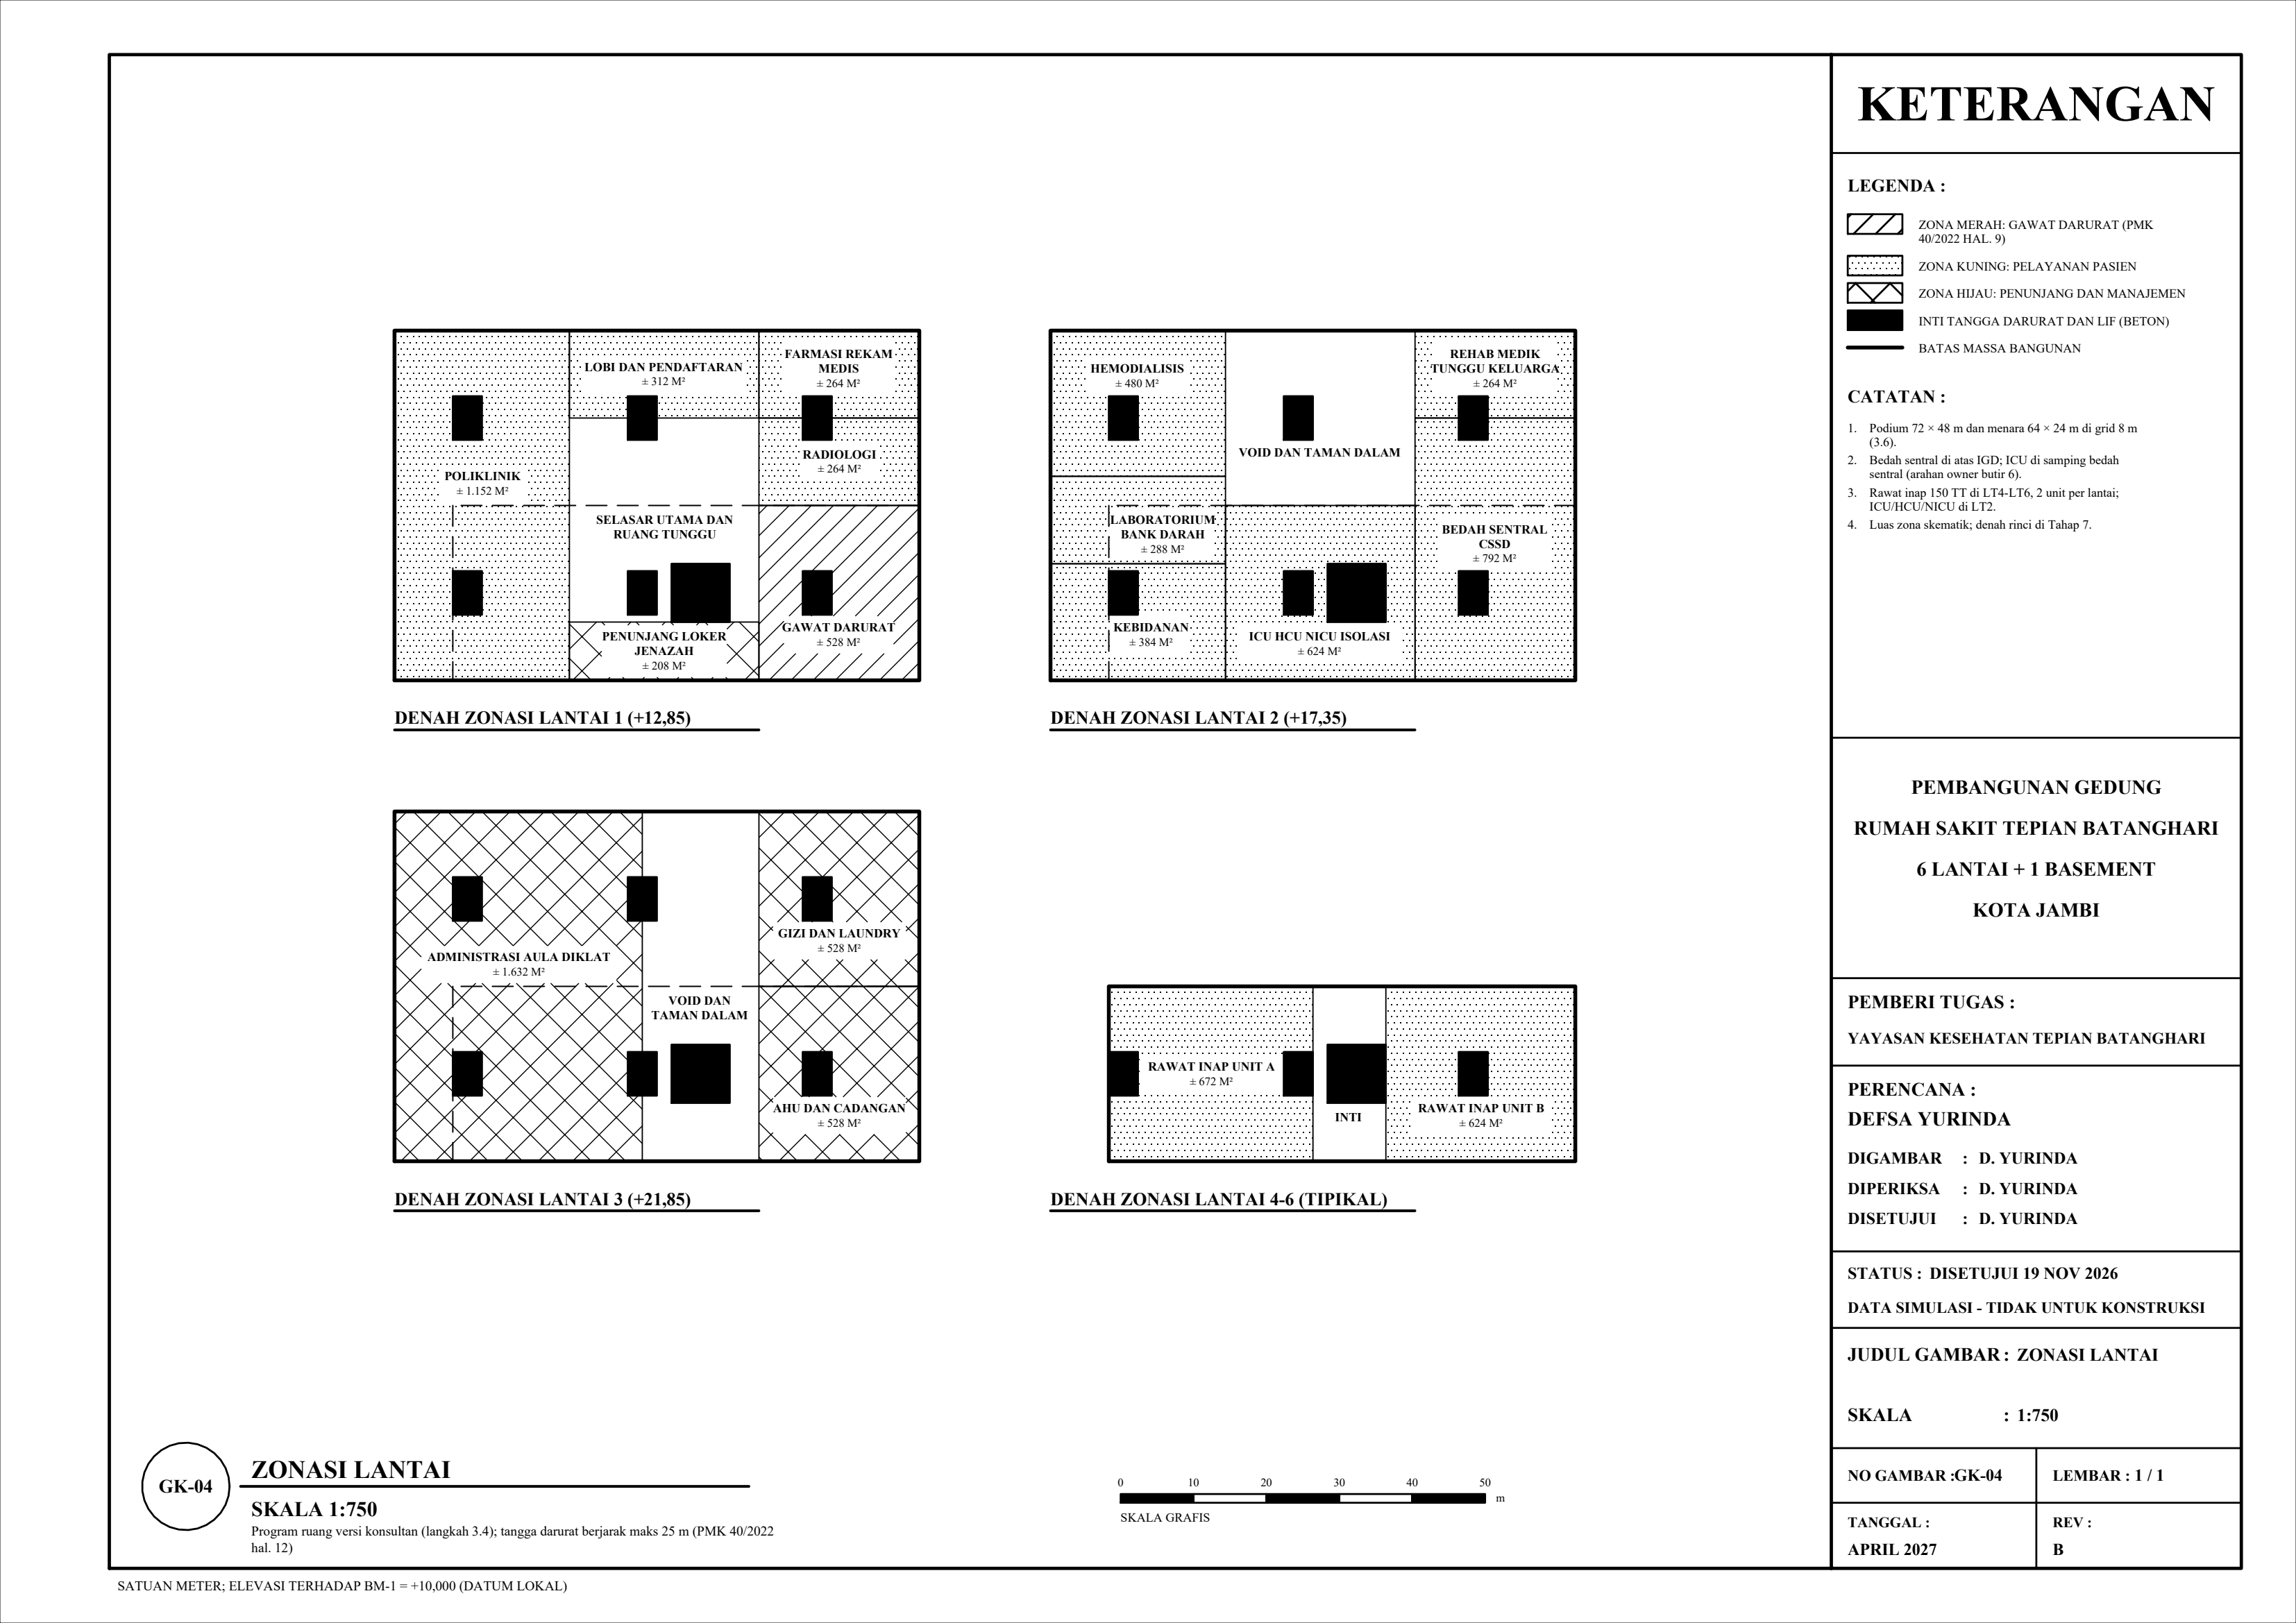 LOBI DAN PENDAFTARAN
± 312 M²
FARMASI REKAM
MEDIS
± 264 M²
RADIOLOGI
± 264 M²
POLIKLINIK
± 1.152 M²
SELASAR UTAMA DAN
RUANG TUNGGU
PENUNJANG LOKER
JENAZAH
± 208 M²
GAWAT DARURAT
± 528 M²
DENAH ZONASI LANTAI 1 (+12,85)
HEMODIALISIS
± 480 M²
VOID DAN TAMAN DALAM
REHAB MEDIK
TUNGGU KELUARGA
± 264 M²
LABORATORIUM
BANK DARAH
± 288 M²
BEDAH SENTRAL
CSSD
± 792 M²
KEBIDANAN
± 384 M²
ICU HCU NICU ISOLASI
± 624 M²
DENAH ZONASI LANTAI 2 (+17,35)
ADMINISTRASI AULA DIKLAT
± 1.632 M²
GIZI DAN LAUNDRY
± 528 M²
VOID DAN
TAMAN DALAM
AHU DAN CADANGAN
± 528 M²
DENAH ZONASI LANTAI 3 (+21,85)
RAWAT INAP UNIT A
± 672 M²
INTI
RAWAT INAP UNIT B
± 624 M²
DENAH ZONASI LANTAI 4-6 (TIPIKAL)
GK-04
ZONASI LANTAI
SKALA 1:750
Program ruang versi konsultan (langkah 3.4); tangga darurat berjarak maks 25 m (PMK 40/2022
hal. 12)
0 10 20 30 40 50
m
SKALA GRAFIS
SATUAN METER; ELEVASI TERHADAP BM-1 = +10,000 (DATUM LOKAL)
KETERANGAN
LEGENDA :
ZONA MERAH: GAWAT DARURAT (PMK
40/2022 HAL. 9)
ZONA KUNING: PELAYANAN PASIEN
ZONA HIJAU: PENUNJANG DAN MANAJEMEN
INTI TANGGA DARURAT DAN LIF (BETON)
BATAS MASSA BANGUNAN
CATATAN :
1. Podium 72 × 48 m dan menara 64 × 24 m di grid 8 m
(3.6).
2. Bedah sentral di atas IGD; ICU di samping bedah
sentral (arahan owner butir 6).
3. Rawat inap 150 TT di LT4-LT6, 2 unit per lantai;
ICU/HCU/NICU di LT2.
4. Luas zona skematik; denah rinci di Tahap 7.
PEMBANGUNAN GEDUNG
RUMAH SAKIT TEPIAN BATANGHARI
6 LANTAI + 1 BASEMENT
KOTA JAMBI
PEMBERI TUGAS :
YAYASAN KESEHATAN TEPIAN BATANGHARI
PERENCANA :
DEFSA YURINDA
DIGAMBAR : D. YURINDA
DIPERIKSA : D. YURINDA
DISETUJUI : D. YURINDA
STATUS : DISETUJUI 19 NOV 2026
DATA SIMULASI - TIDAK UNTUK KONSTRUKSI
JUDUL GAMBAR : ZONASI LANTAI
SKALA : 1:750
NO GAMBAR :GK-04
LEMBAR : 1 / 1
TANGGAL :
APRIL 2027
REV :
B